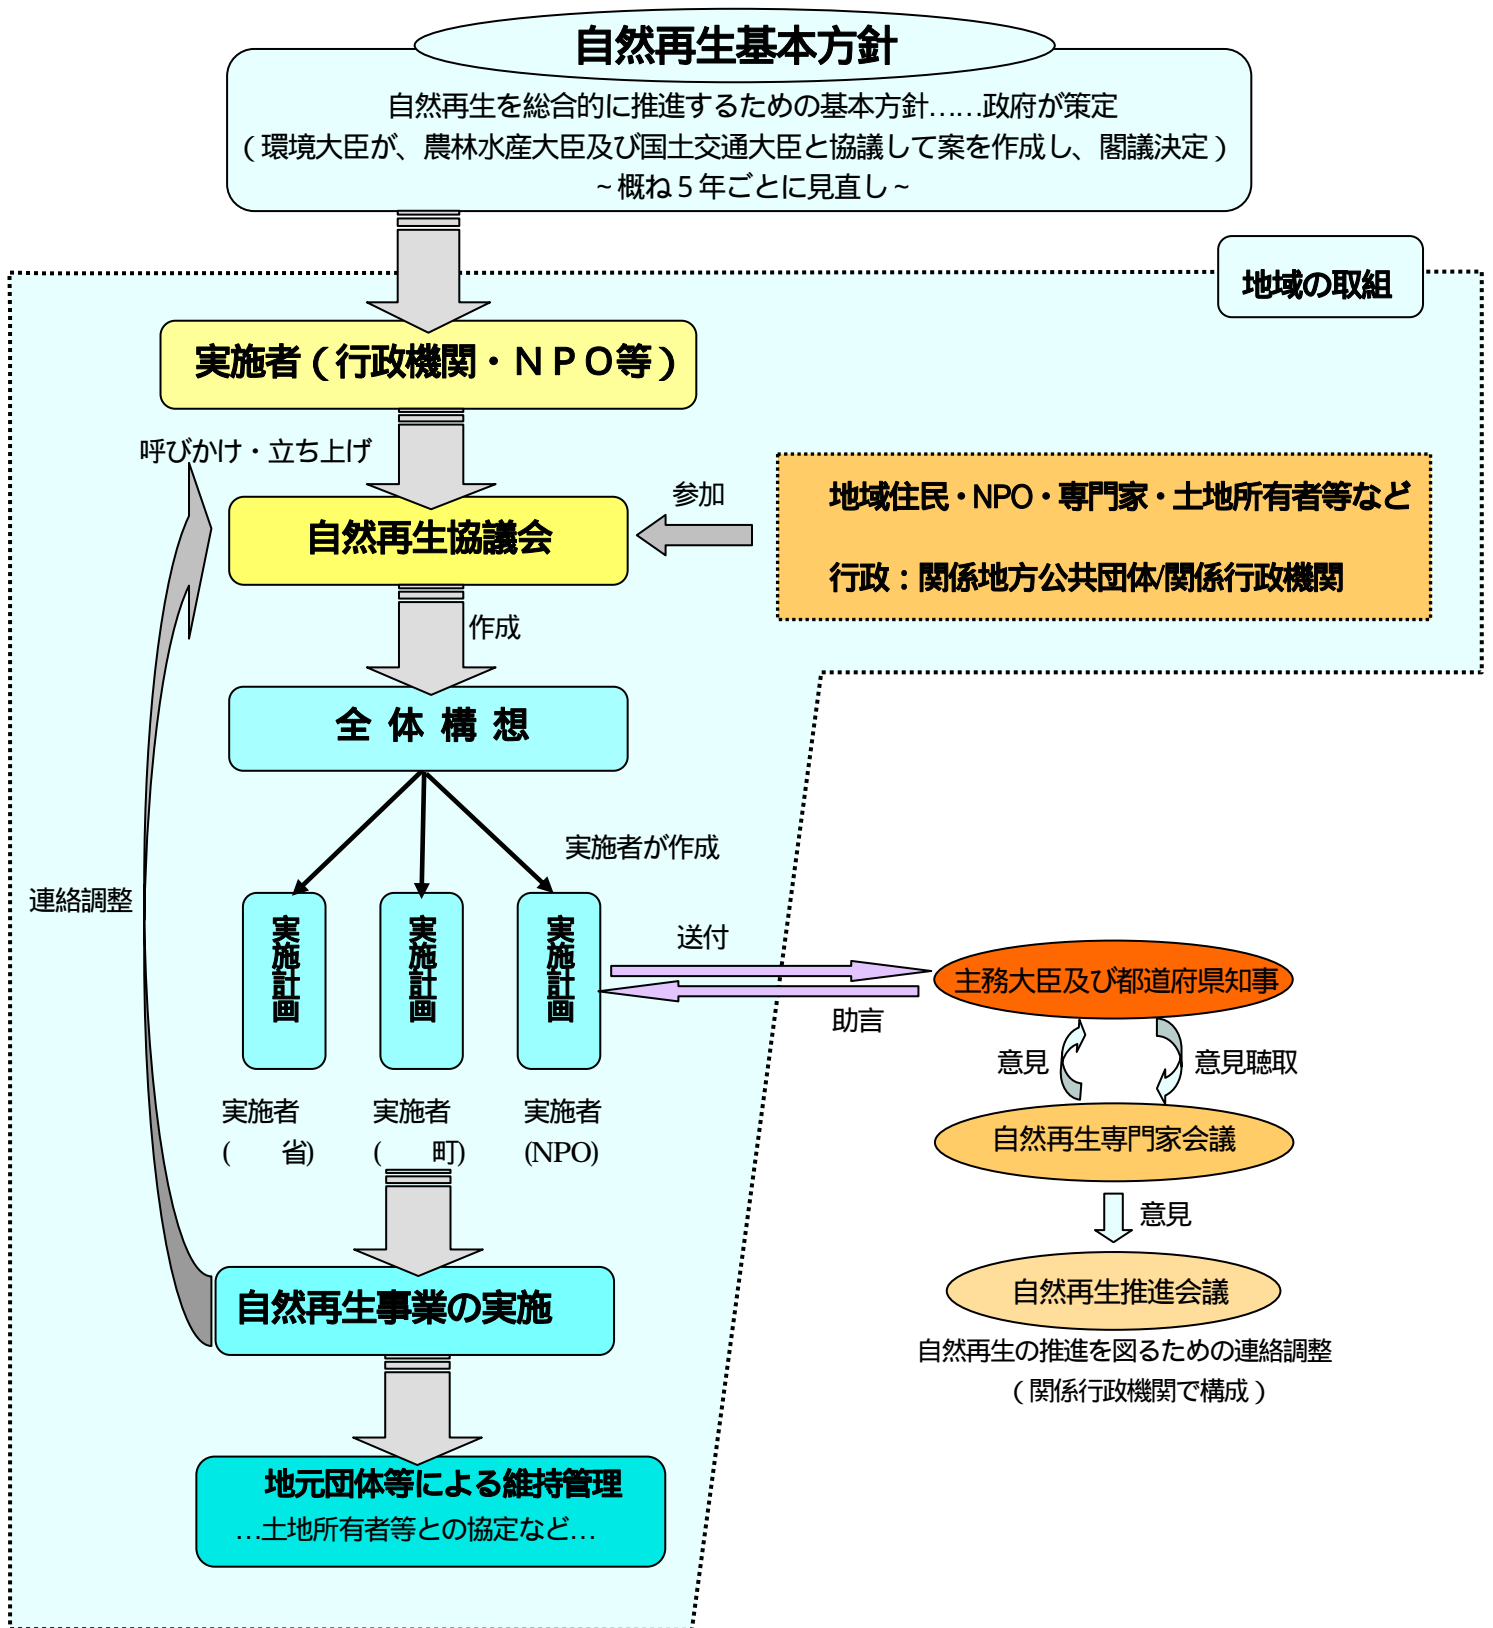 自然再生基本方針
自然再生を総合的に推進するための基本方針……政府が策定
（環境大臣が、農林水産大臣及び国土交通大臣と協議して案を作成し、閣議決定）
～概ね５年ごとに見直し～
地域の取組
実施者（行政機関・ＮＰＯ等）
呼びかけ・立ち上げ
自然再生協議会
参加
地域住民・NPO・専門家・土地所有者等など
行政：関係地方公共団体/関係行政機関
作成
全 体 構 想
実施者が作成
連絡調整
実施計画
実施計画
実施計画
送付
助言
主務大臣及び都道府県知事
意見
意見聴取
自然再生専門家会議
意見
自然再生推進会議
自然再生の推進を図るための連絡調整
（関係行政機関で構成）
実施者
(　　省)
実施者
(　　町)
実施者
(NPO)
自然再生事業の実施
地元団体等による維持管理
…土地所有者等との協定など…